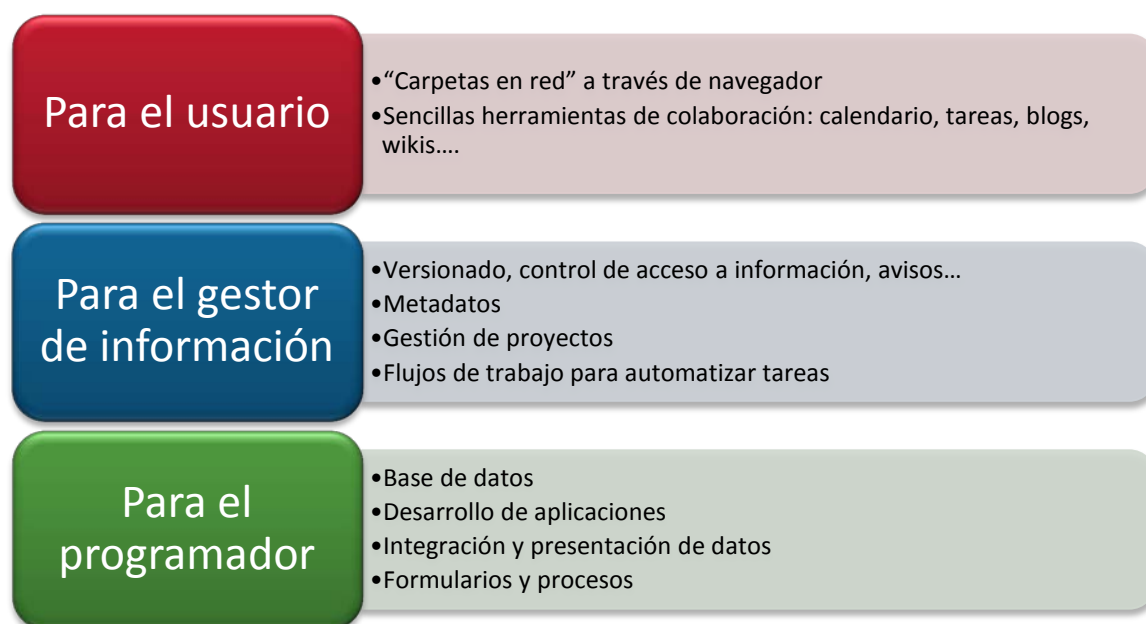 Para el usuario
•“Carpetas en red” a través de navegador
•Sencillas herramientas de colaboración: calendario, tareas, blogs,
wikis….
Para el gestor
de información
•Versionado, control de acceso a información, avisos…
•Metadatos
•Gestión de proyectos
•Flujos de trabajo para automatizar tareas
Para el
programador
•Base de datos
•Desarrollo de aplicaciones
•Integración y presentación de datos
•Formularios y procesos